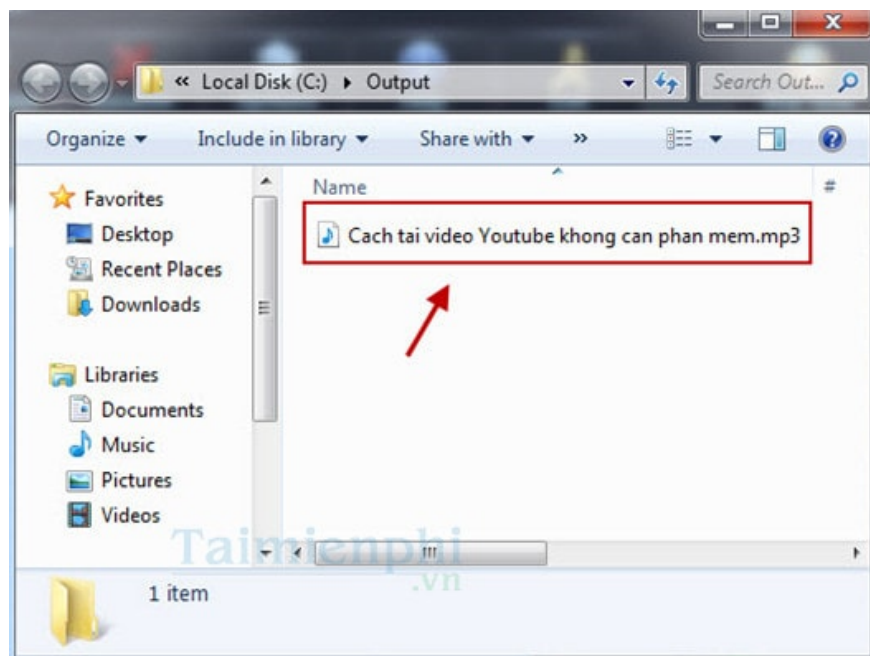 « Local Disk (C:) ▸ Output
Search Out...
Organize
Include in library
Share with
»
Name
#
Favorites
Cach tai video Youtube khong can phan mem.mp3
Desktop
Recent Places
Downloads
Libraries
Documents
Music
Pictures
Videos
Taimienphi
.vn
1 item